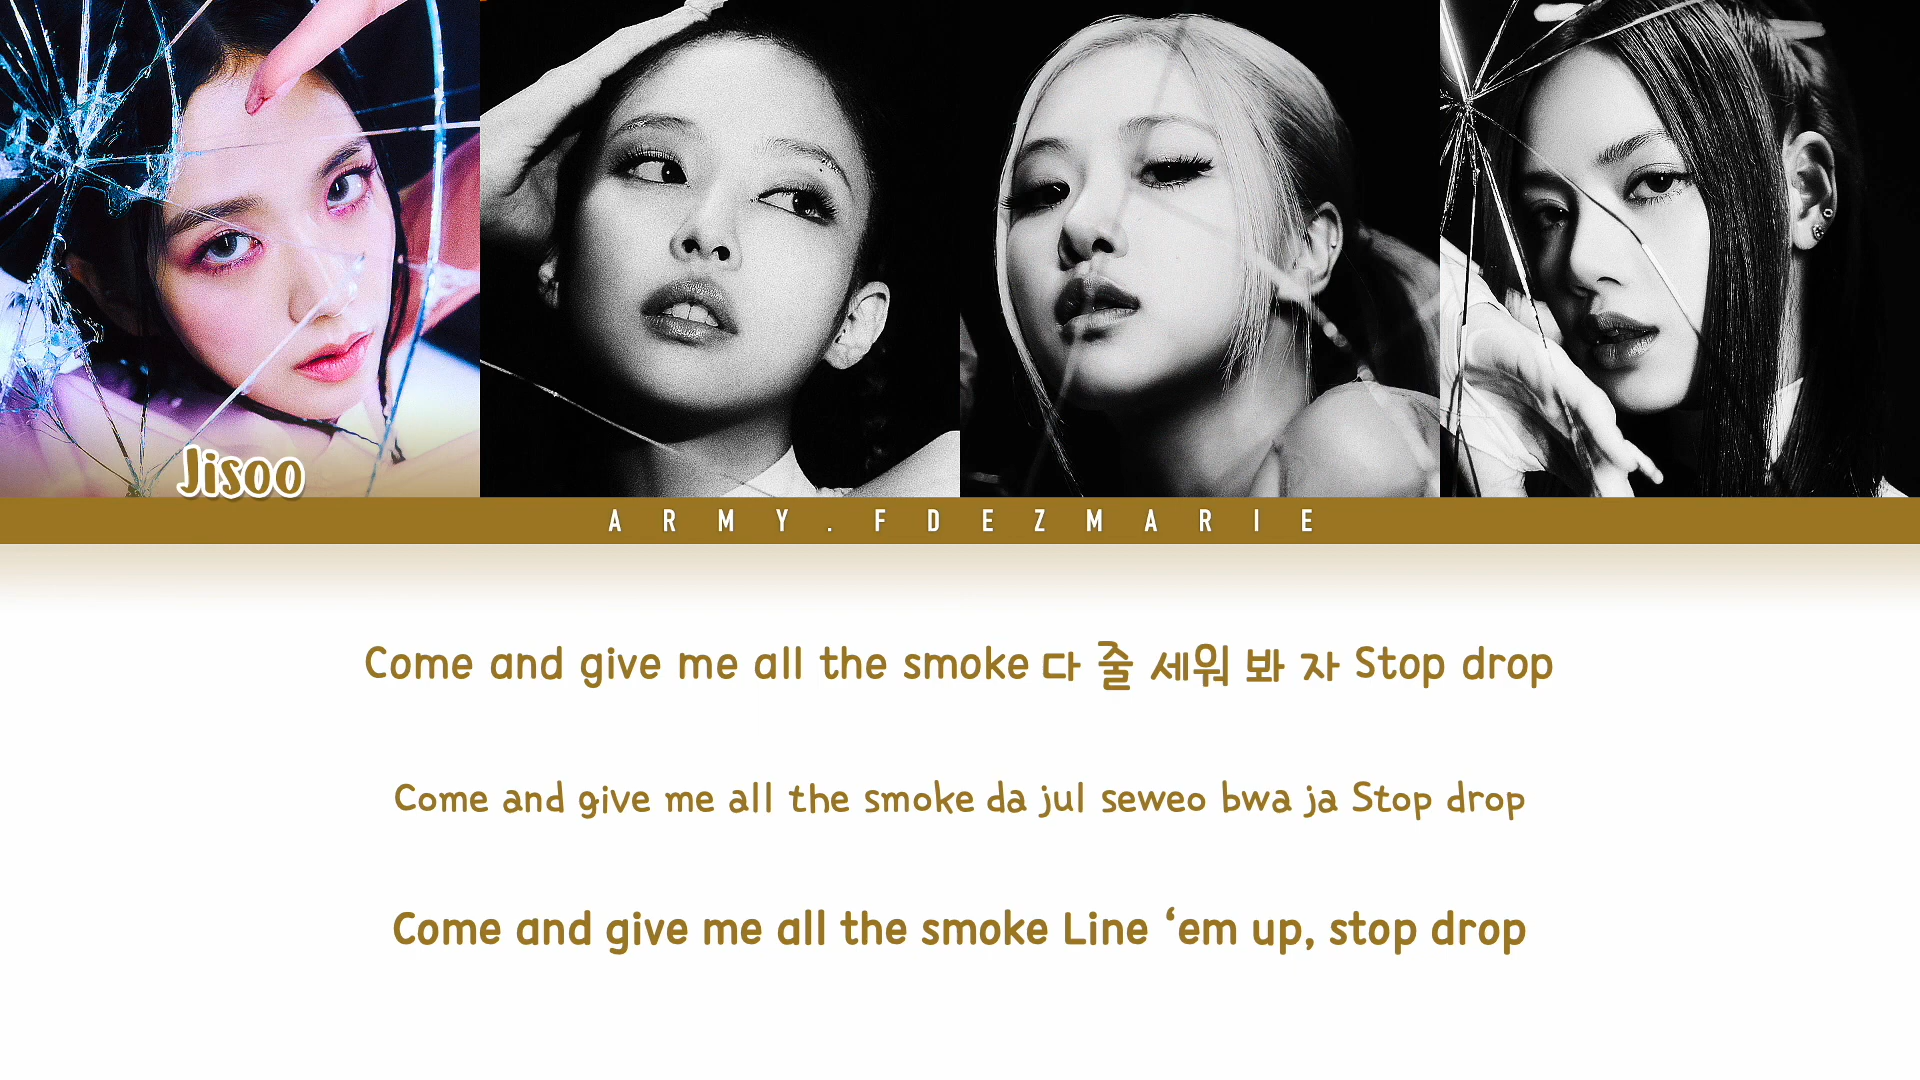 Jisoo
ARMY.FDEZMARIE
Come and give me all the smoke 다 줄 세워 봐 자 Stop drop
Come and give me all the smoke da jul seweo bwa ja Stop drop
Come and give me all the smoke Line ‘em up, stop drop